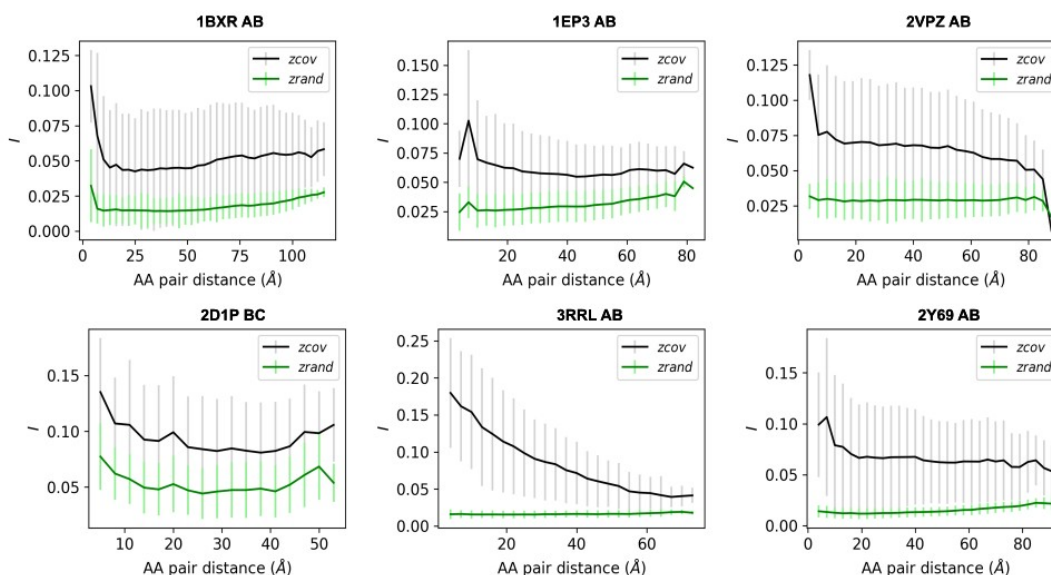 1BXR AB
0.125
0.100
0.075
0.050
0.025
0.000
I
zcov
zrand
0 25 50 75 100
AA pair distance (Å)
1EP3 AB
0.150
0.125
0.100
0.075
0.050
0.025
I
zcov
zrand
20 40 60 80
AA pair distance (Å)
2VPZ AB
0.125
0.100
0.075
0.050
0.025
I
zcov
zrand
0 20 40 60 80
AA pair distance (Å)
2D1P BC
0.15
0.10
0.05
I
zcov
zrand
10 20 30 40 50
AA pair distance (Å)
3RRL AB
0.25
0.20
0.15
0.10
0.05
0.00
I
zcov
zrand
20 40 60
AA pair distance (Å)
2Y69 AB
0.15
0.10
0.05
0.00
I
zcov
zrand
0 20 40 60 80
AA pair distance (Å)